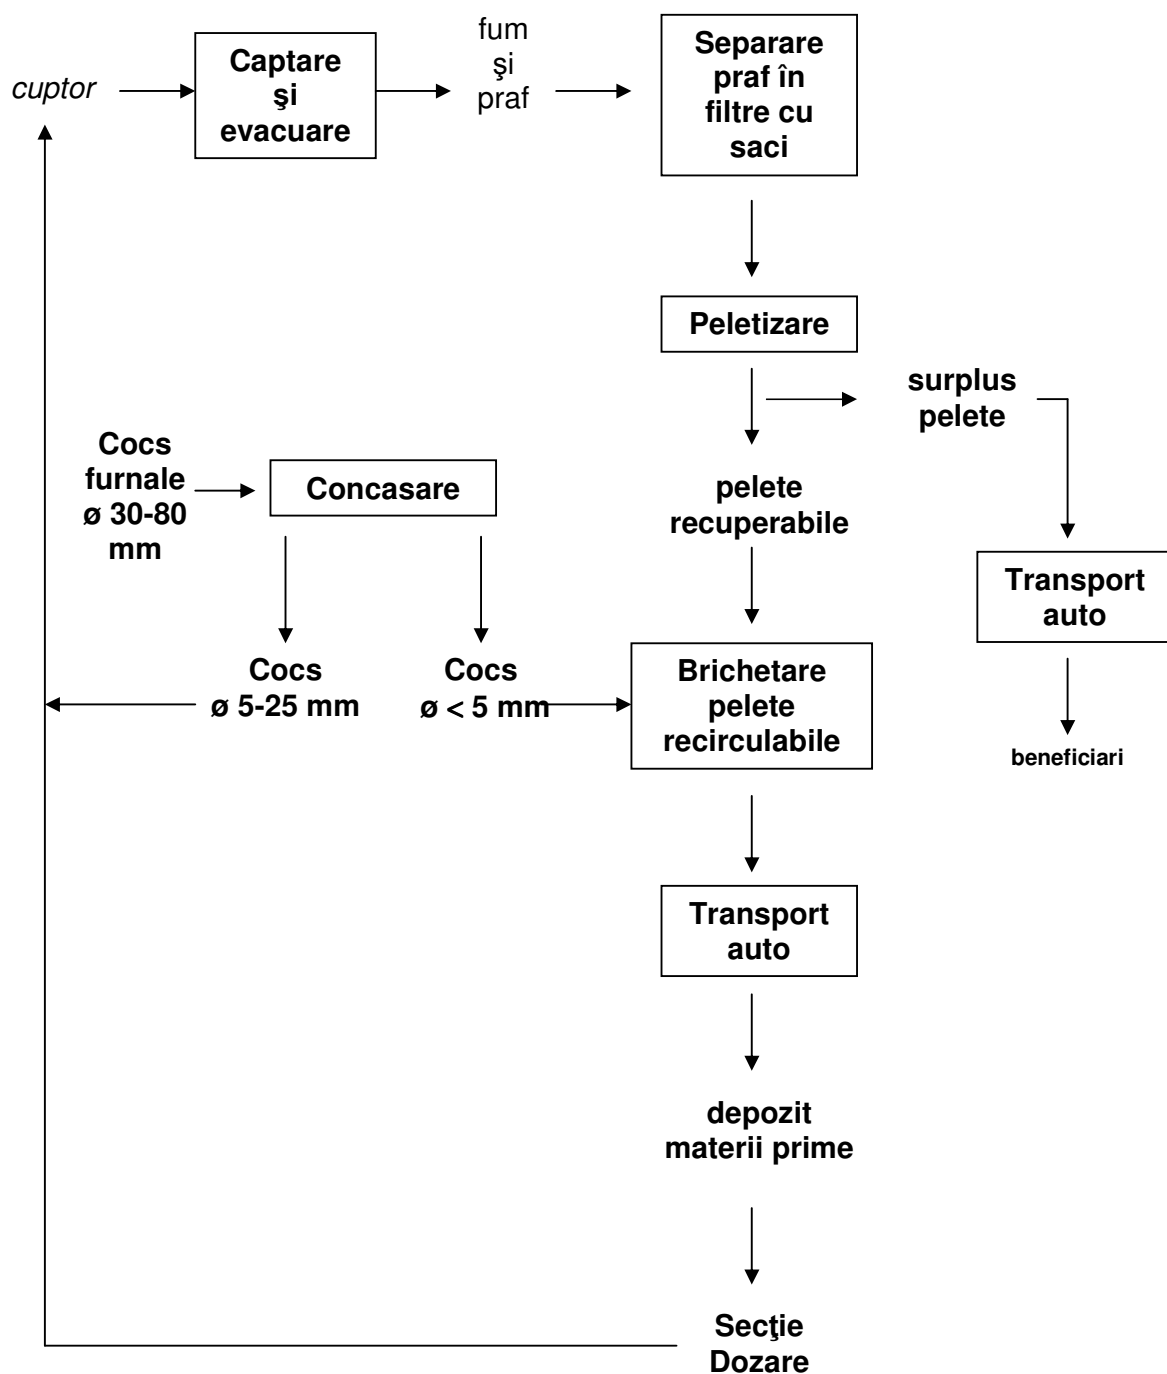 cuptor
Captare
şi
evacuare
fum
şi
praf
Separare
praf în
filtre cu
saci
Peletizare
surplus
pelete
Cocs
furnale
ø 30-80
mm
Concasare
pelete
recuperabile
Transport
auto
Cocs
ø 5-25 mm
Cocs
ø < 5 mm
Brichetare
pelete
recirculabile
beneficiari
Transport
auto
depozit
materii prime
Secţie
Dozare